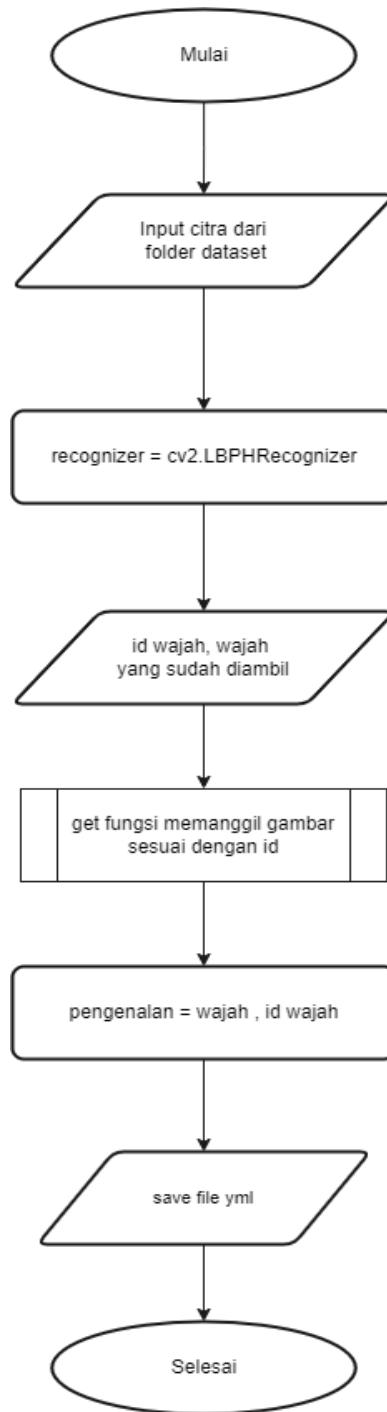 Mulai
Input citra dari
folder dataset
recognizer = cv2.LBPHRecognizer
id wajah, wajah
yang sudah diambil
get fungsi memanggil gambar
sesuai dengan id
pengenalan = wajah , id wajah
save file yml
Selesai